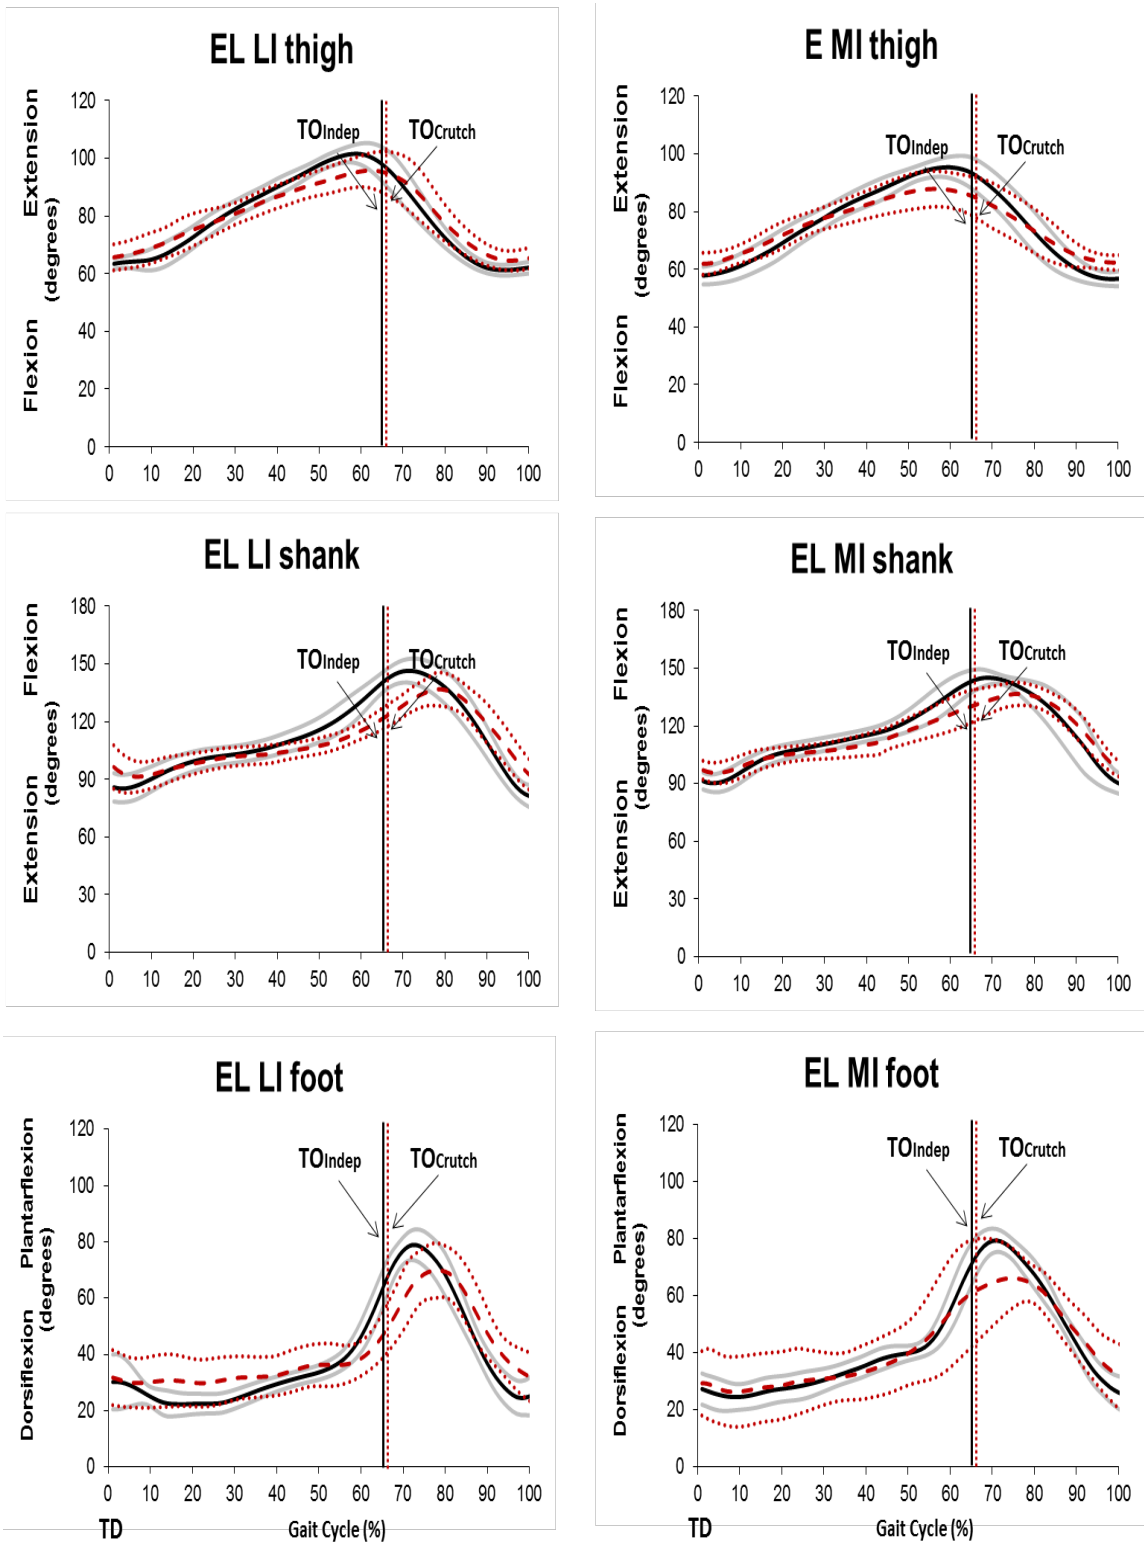 EL LI thigh
Extension
Flexion
(degrees)
120
100
80
60
40
20
0
TOIndep
TOCrutch
0 10 20 30 40 50 60 70 80 90 100
E MI thigh
Extension
Flexion
(degrees)
120
100
80
60
40
20
0
TOIndep
TOCrutch
0 10 20 30 40 50 60 70 80 90 100
EL LI shank
Flexion
Extension
(degrees)
180
150
120
90
60
30
0
TOIndep
TOCrutch
0 10 20 30 40 50 60 70 80 90 100
EL MI shank
Flexion
Extension
(degrees)
180
150
120
90
60
30
0
TOIndep
TOCrutch
0 10 20 30 40 50 60 70 80 90 100
EL LI foot
Plantarflexion
Dorsiflexion
(degrees)
120
100
80
60
40
20
0
TOIndep
TOCrutch
0 10 20 30 40 50 60 70 80 90 100
TD
Gait Cycle (%)
EL MI foot
Plantarflexion
Dorsiflexion
(degrees)
120
100
80
60
40
20
0
TOIndep
TOCrutch
0 10 20 30 40 50 60 70 80 90 100
TD
Gait Cycle (%)